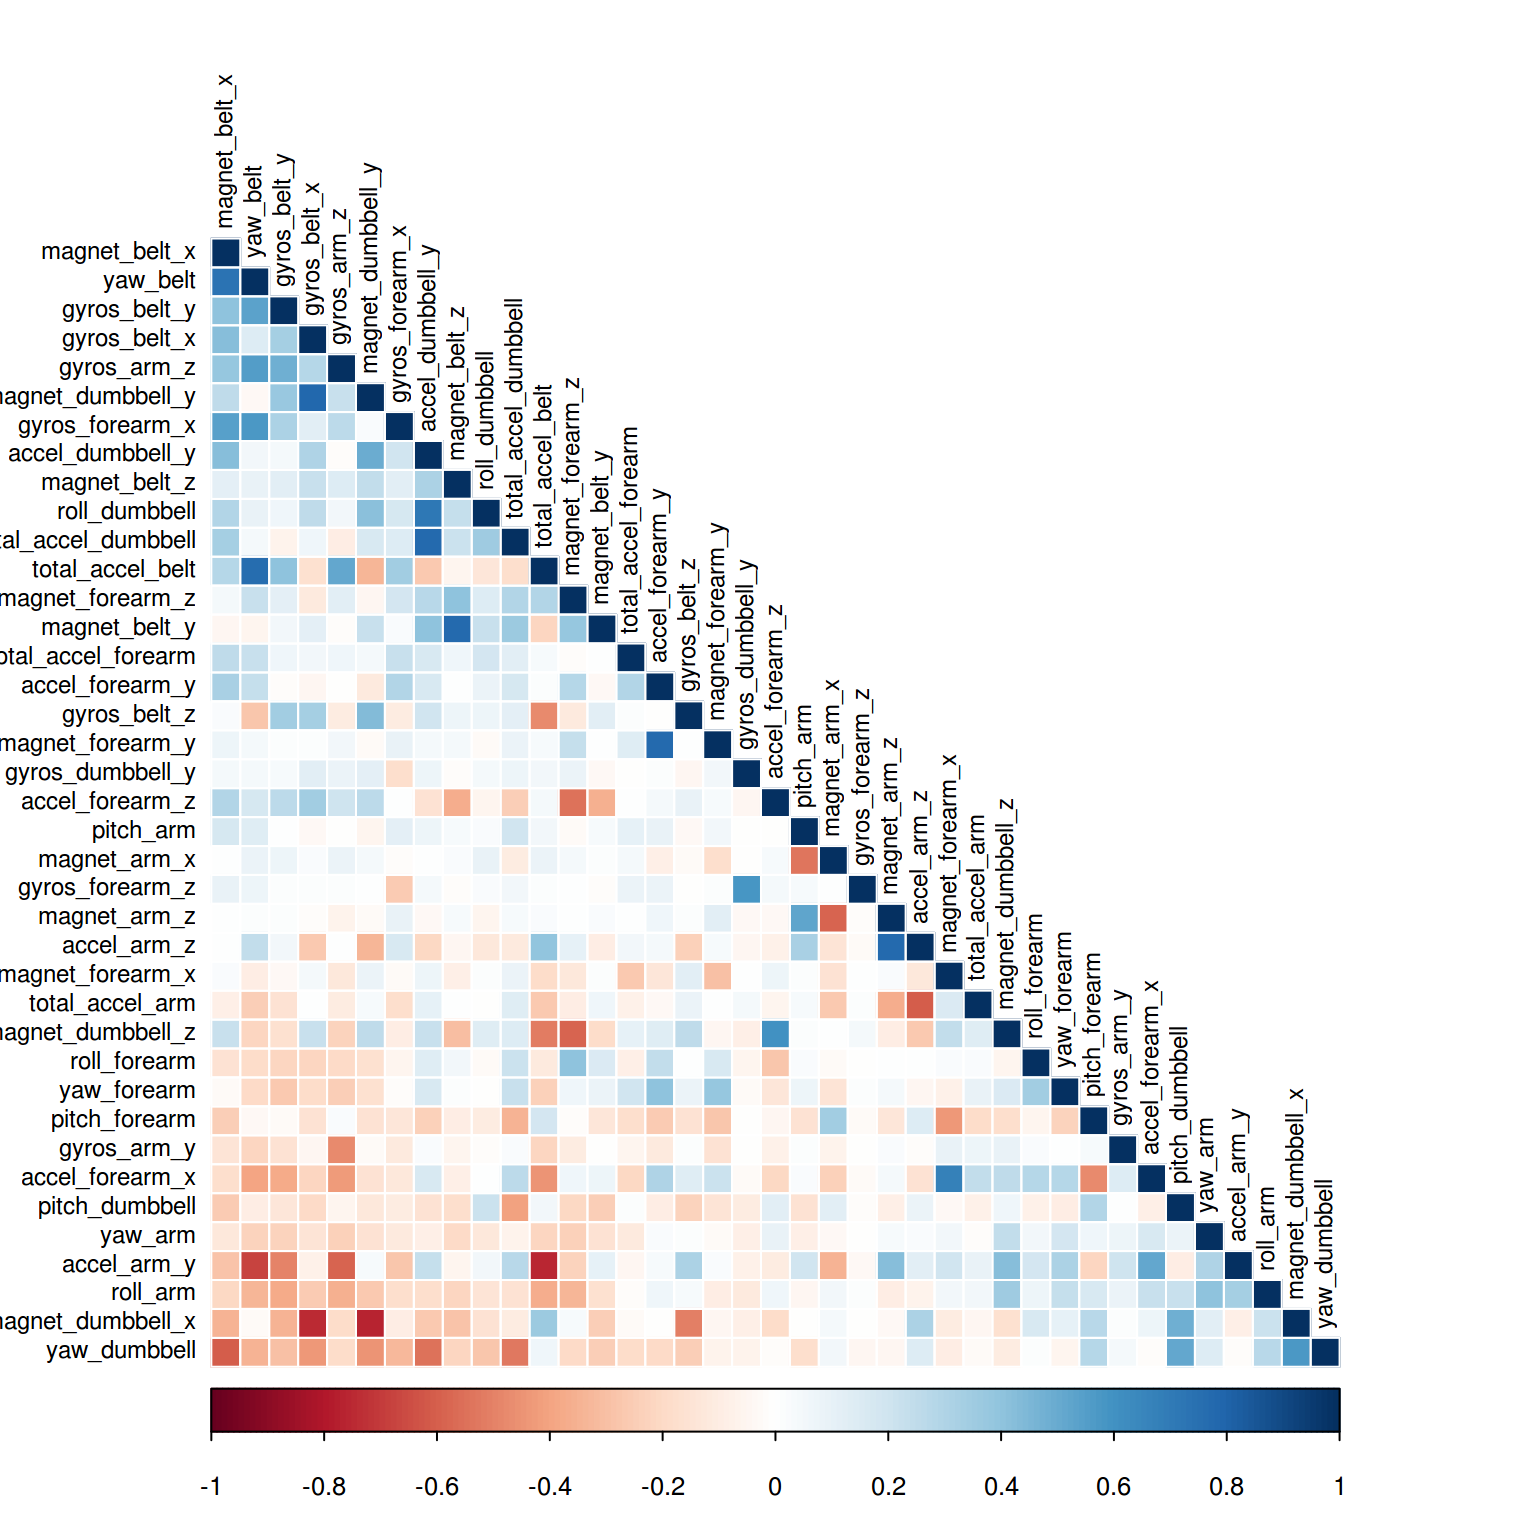 magnet_belt_x
yaw_belt
gyros_belt_y
gyros_belt_x
gyros_arm_z
magnet_dumbbell_y
gyros_forearm_x
accel_dumbbell_y
magnet_belt_z
roll_dumbbell
total_accel_dumbbell
total_accel_belt
magnet_forearm_z
magnet_belt_y
total_accel_forearm
accel_forearm_y
gyros_belt_z
magnet_forearm_y
gyros_dumbbell_y
accel_forearm_z
pitch_arm
magnet_arm_x
gyros_forearm_z
magnet_arm_z
accel_arm_z
magnet_forearm_x
total_accel_arm
magnet_dumbbell_z
roll_forearm
yaw_forearm
pitch_forearm
gyros_arm_y
accel_forearm_x
pitch_dumbbell
yaw_arm
accel_arm_y
roll_arm
magnet_dumbbell_x
yaw_dumbbell
magnet_belt_x
yaw_belt
gyros_belt_y
gyros_belt_x
gyros_arm_z
agnet_dumbbell_y
gyros_forearm_x
accel_dumbbell_y
magnet_belt_z
roll_dumbbell
al_accel_dumbbell
total_accel_belt
magnet_forearm_z
magnet_belt_y
otal_accel_forearm
accel_forearm_y
gyros_belt_z
magnet_forearm_y
gyros_dumbbell_y
accel_forearm_z
pitch_arm
magnet_arm_x
gyros_forearm_z
magnet_arm_z
accel_arm_z
magnet_forearm_x
total_accel_arm
agnet_dumbbell_z
roll_forearm
yaw_forearm
pitch_forearm
gyros_arm_y
accel_forearm_x
pitch_dumbbell
yaw_arm
accel_arm_y
roll_arm
agnet_dumbbell_x
yaw_dumbbell
-1 -0.8 -0.6 -0.4 -0.2 0 0.2 0.4 0.6 0.8 1